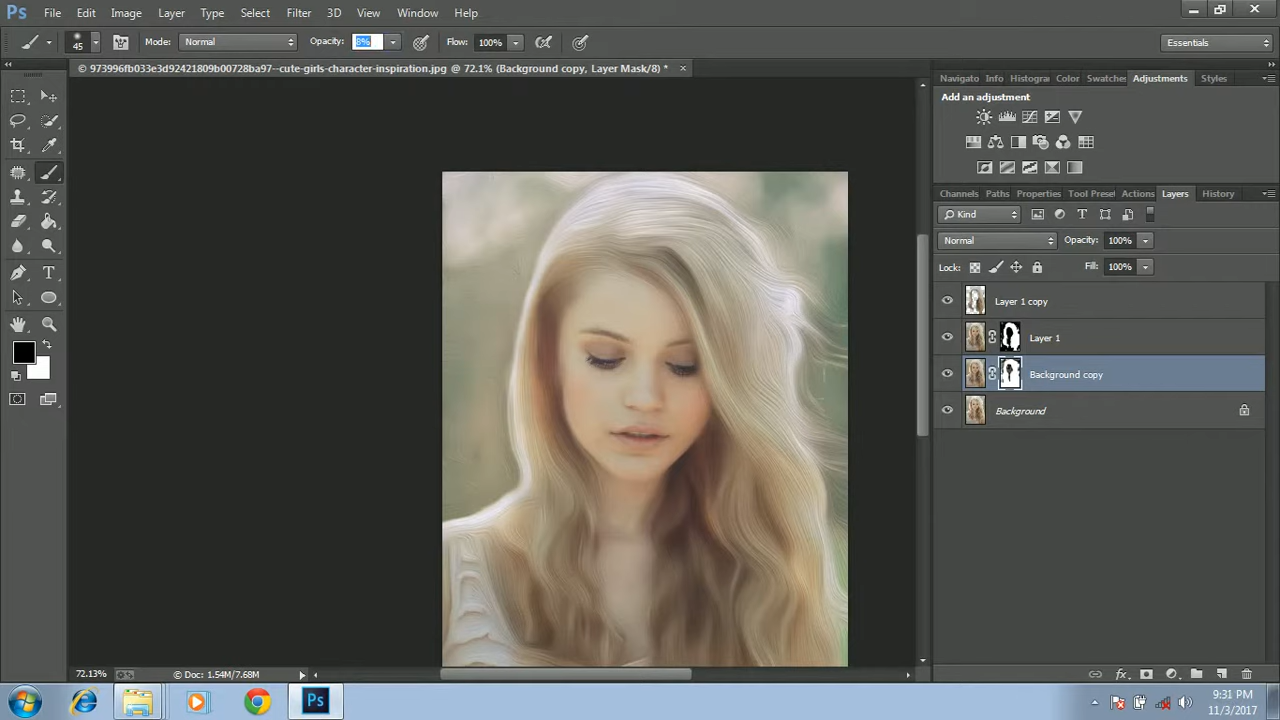 Ps File Edit Image Layer Type Select Filter 3D View Window Help
45 Mode: Normal Opacity: 8% Flow: 100% Essentials
© 973996fb033e3d92421809b00728ba97--cute-girls-character-inspiration.jpg @ 72.1% (Background copy, Layer Mask/8) * ×
Navigato Info Histogra Color Swatches Adjustments Styles
Add an adjustment
Channels Paths Properties Tool Preset Actions Layers History
Kind
Normal Opacity: 100%
Lock: Fill: 100%
Layer 1 copy
Layer 1
Background copy
Background
fx
72.13% © Doc: 1.54M/7.68M
Ps
9:31 PM
11/3/2017